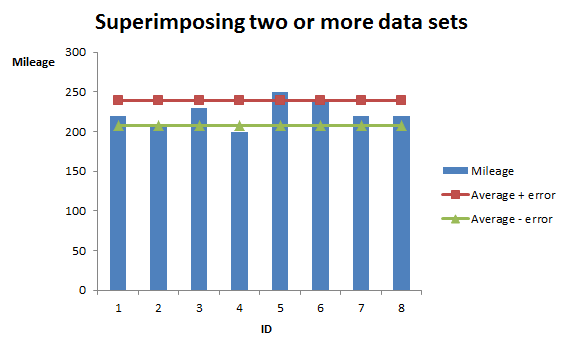 Superimposing two or more data sets
Mileage
300
250
200
150
100
50
0
1 2 3 4 5 6 7 8
ID
Mileage
Average + error
Average - error